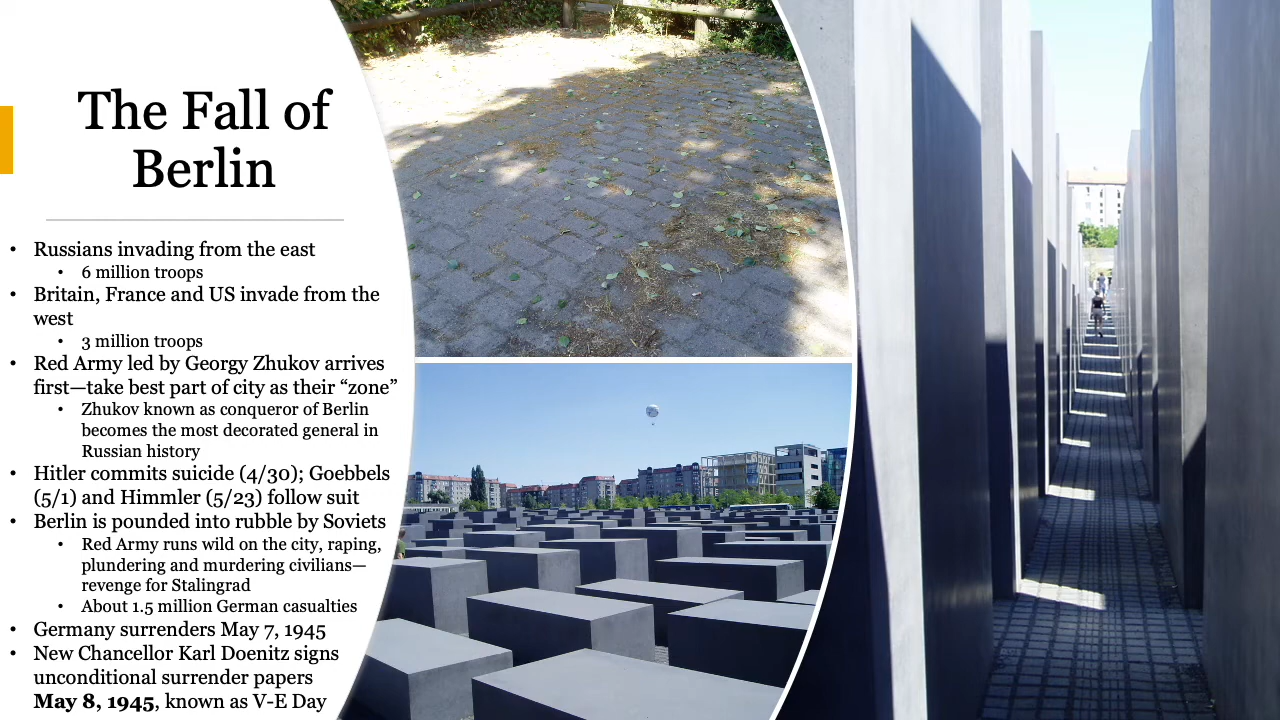 The Fall of
Berlin
• Russians invading from the east
• 6 million troops
• Britain, France and US invade from the
west
• 3 million troops
• Red Army led by Georgy Zhukov arrives
first—take best part of city as their “zone”
• Zhukov known as conqueror of Berlin
becomes the most decorated general in
Russian history
• Hitler commits suicide (4/30); Goebbels
(5/1) and Himmler (5/23) follow suit
• Berlin is pounded into rubble by Soviets
• Red Army runs wild on the city, raping,
plundering and murdering civilians—
revenge for Stalingrad
• About 1.5 million German casualties
• Germany surrenders May 7, 1945
• New Chancellor Karl Doenitz signs
unconditional surrender papers
May 8, 1945, known as V-E Day